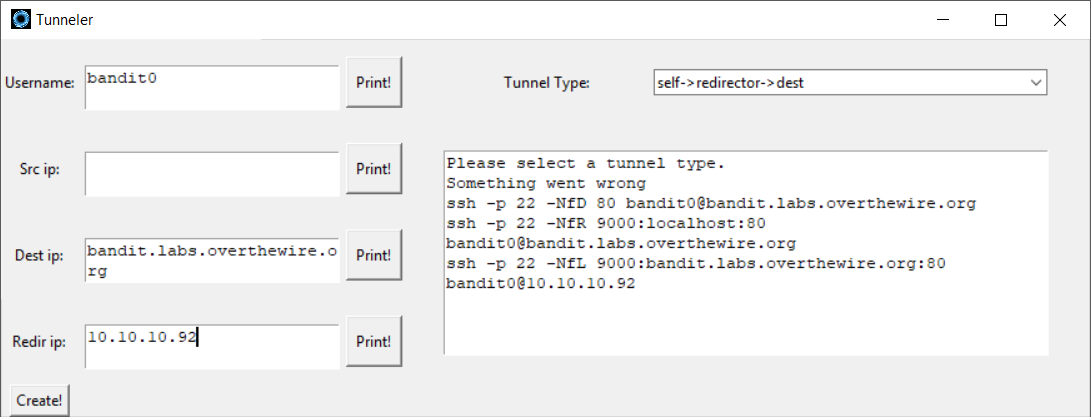 Tunneler
Username:
bandit0
Print!
Tunnel Type:
self->redirector->dest
Src ip:
Print!
Dest ip:
bandit.labs.overthewire.o
rg
Print!
Redir ip:
10.10.10.92
Print!
Create!
Please select a tunnel type.
Something went wrong
ssh -p 22 -NfD 80 bandit0@bandit.labs.overthewire.org
ssh -p 22 -NfR 9000:localhost:80
bandit0@bandit.labs.overthewire.org
ssh -p 22 -NfL 9000:bandit.labs.overthewire.org:80
bandit0@10.10.10.92